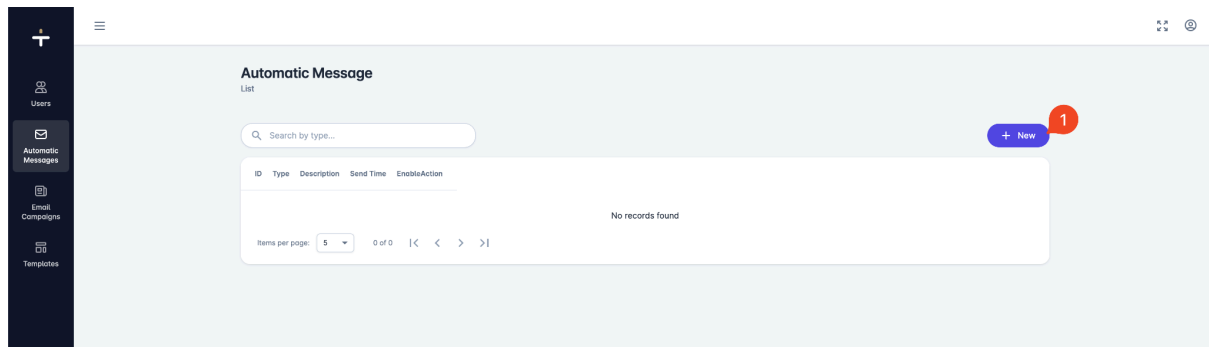 Users
Automatic
Messages
Email
Campaigns
Templates
Automatic Message
List
Search by type...
+ New
1
ID Type Description Send Time EnableAction
No records found
Items per page: 5 0 of 0